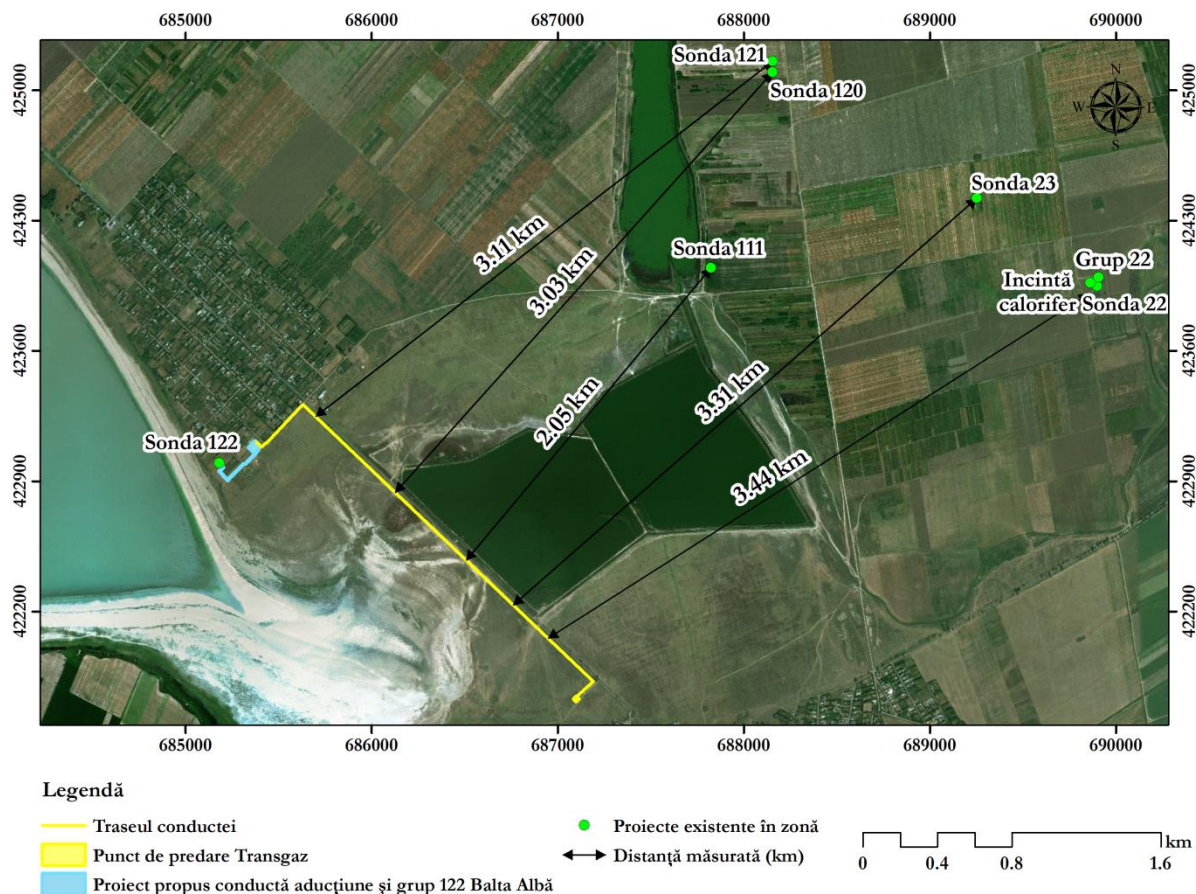 685000 686000 687000 688000 689000 690000
425000
424300
423600
422900
422200
425000
424300
423600
422900
422200
N
W E
S
Sonda 121
Sonda 120
Sonda 23
Sonda 111
Grup 22
Incintă
calorifer Sonda 22
Sonda 122
3.11 km
3.03 km
2.05 km
3.31 km
3.44 km
685000 686000 687000 688000 689000 690000
Legendă
Traseul conductei
Punct de predare Transgaz
Proiect propus conductă aducțiune și grup 122 Balta Albă
Proiecte existente în zonă
Distanță măsurată (km)
km
0 0.4 0.8 1.6